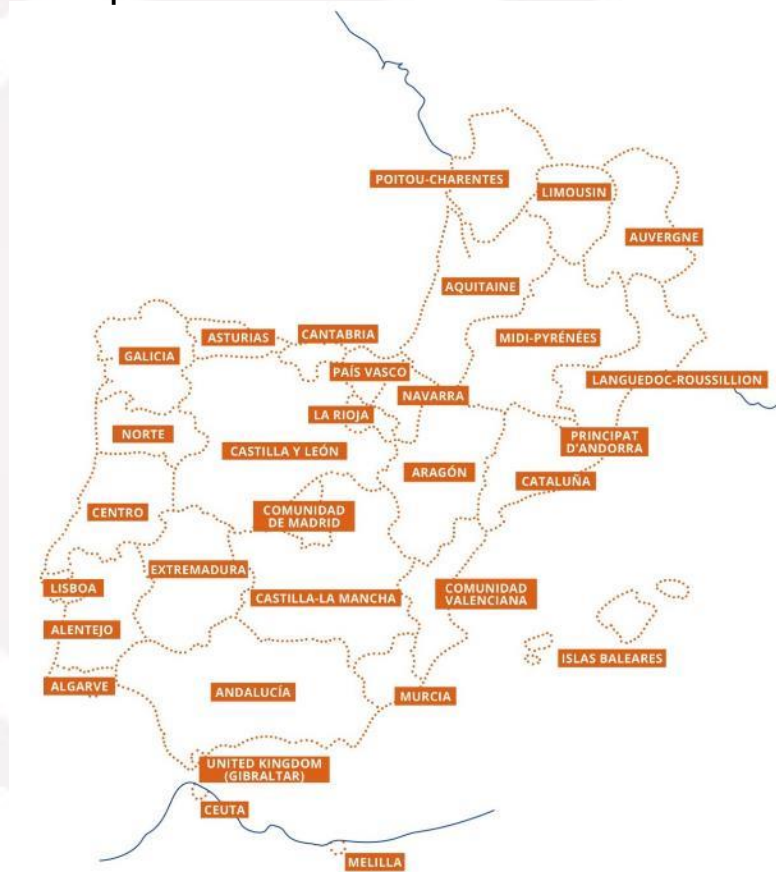 POITOU-CHARENTES
LIMOUSIN
AUVERGNE
AQUITAINE
ASTURIAS
CANTABRIA
MIDI-PYRÉNÉES
GALICIA
PAÍS VASCO
LANGUEDOC-ROUSSILLION
NAVARRA
LA RIOJA
NORTE
PRINCIPAT
D'ANDORRA
CASTILLA Y LEÓN
ARAGÓN
CATALUÑA
CENTRO
COMUNIDAD
DE MADRID
EXTREMADURA
LISBOA
CASTILLA-LA MANCHA
COMUNIDAD
VALENCIANA
ALENTEJO
ISLAS BALEARES
ALGARVE
ANDALUCÍA
MURCIA
UNITED KINGDOM
(GIBRALTAR)
CEUTA
MELILLA